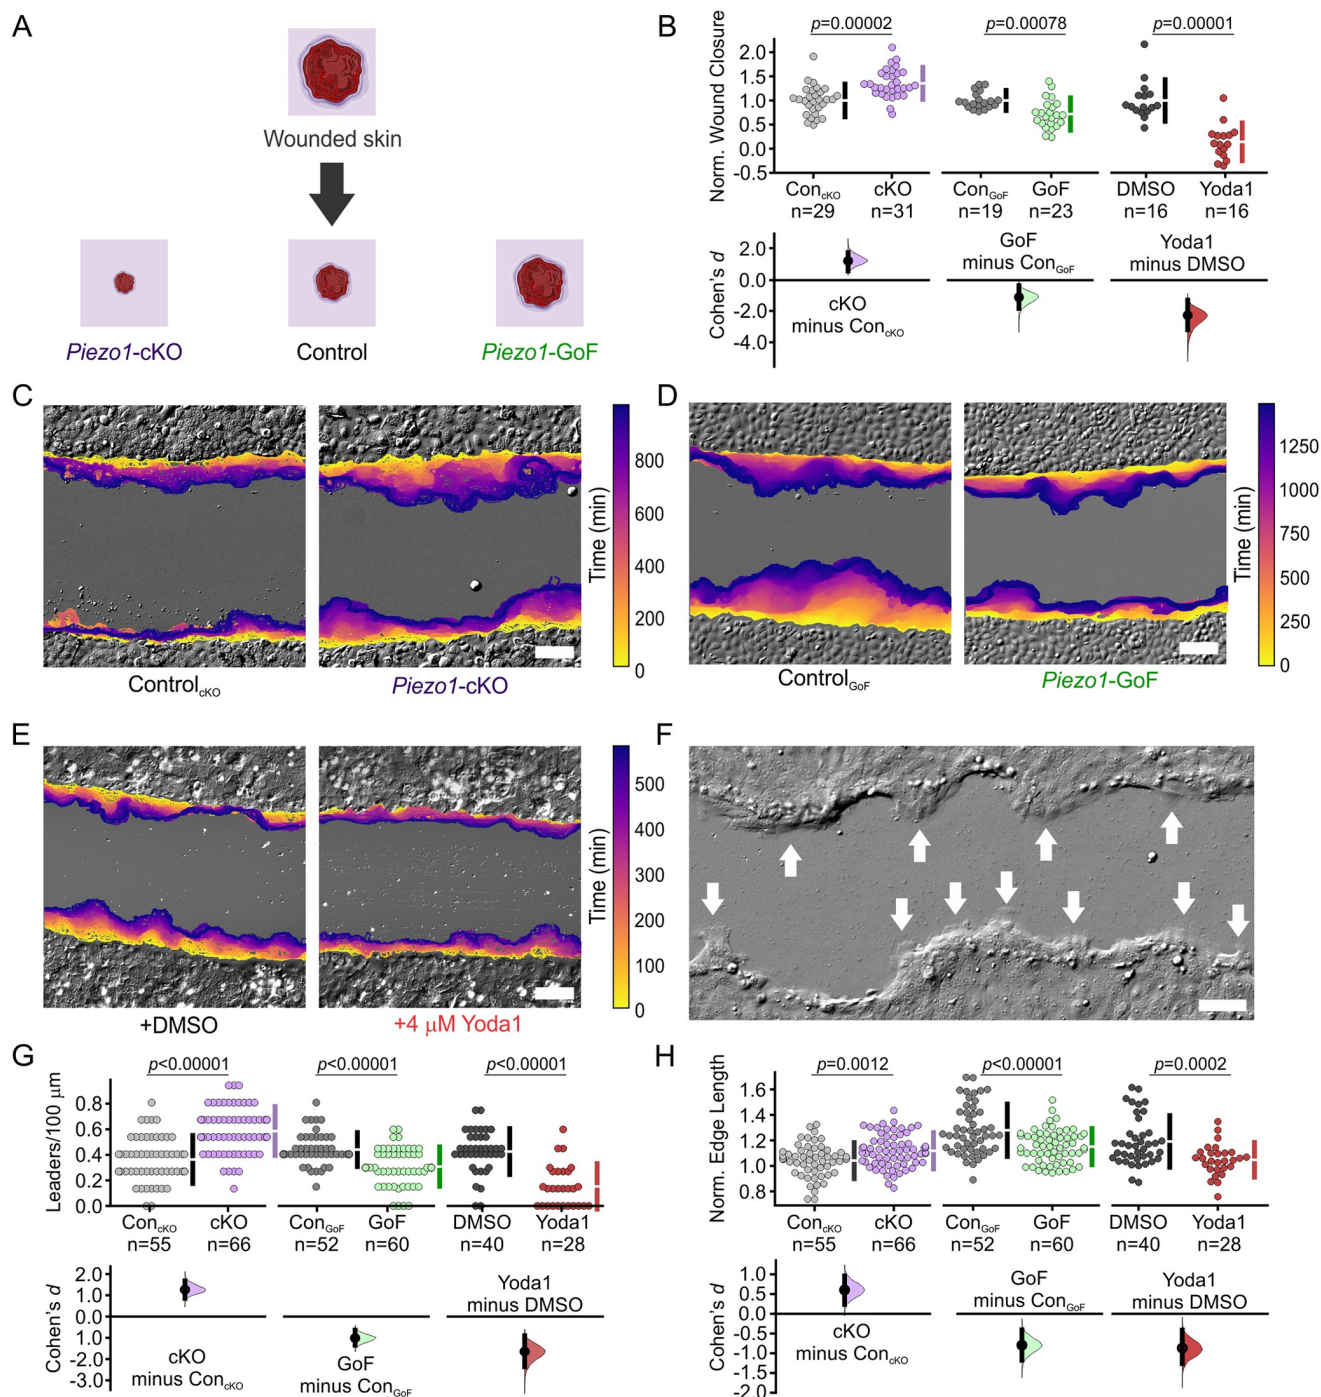 A
Wounded skin
Piezo1-cKO
Control
Piezo1-GoF
B
p=0.00002
p=0.00078
p=0.00001
Norm. Wound Closure
2.0
1.5
1.0
0.5
0.0
-0.5
ConcKO
cKO
ConGoF
GoF
DMSO
Yoda1
n=29
n=31
n=19
n=23
n=16
n=16
Cohen's d
2.0
0.0
-2.0
-4.0
cKO
minus ConcKO
GoF
minus ConGoF
Yoda1
minus DMSO
C
ControlcKO
Piezo1-cKO
Time (min)
800
600
400
200
0
D
ControlGoF
Piezo1-GoF
Time (min)
1250
1000
750
500
250
0
E
+DMSO
+4 μM Yoda1
Time (min)
500
400
300
200
100
0
F
G
p<0.00001
p<0.00001
p<0.00001
Leaders/100 μm
0.8
0.6
0.4
0.2
0.0
ConcKO
cKO
ConGoF
GoF
DMSO
Yoda1
n=55
n=66
n=52
n=60
n=40
n=28
Cohen's d
2.0
1.0
0.0
1.0
-2.0
-3.0
cKO
minus ConcKO
GoF
minus ConGoF
Yoda1
minus DMSO
H
p=0.0012
p<0.00001
p=0.0002
Norm. Edge Length
1.6
1.4
1.2
1.0
0.8
ConcKO
cKO
ConGoF
GoF
DMSO
Yoda1
n=55
n=66
n=52
n=60
n=40
n=28
Cohen's d
1.0
0.5
0.0
-0.5
-1.0
-1.5
-2.0
cKO
minus ConcKO
GoF
minus ConGoF
Yoda1
minus DMSO